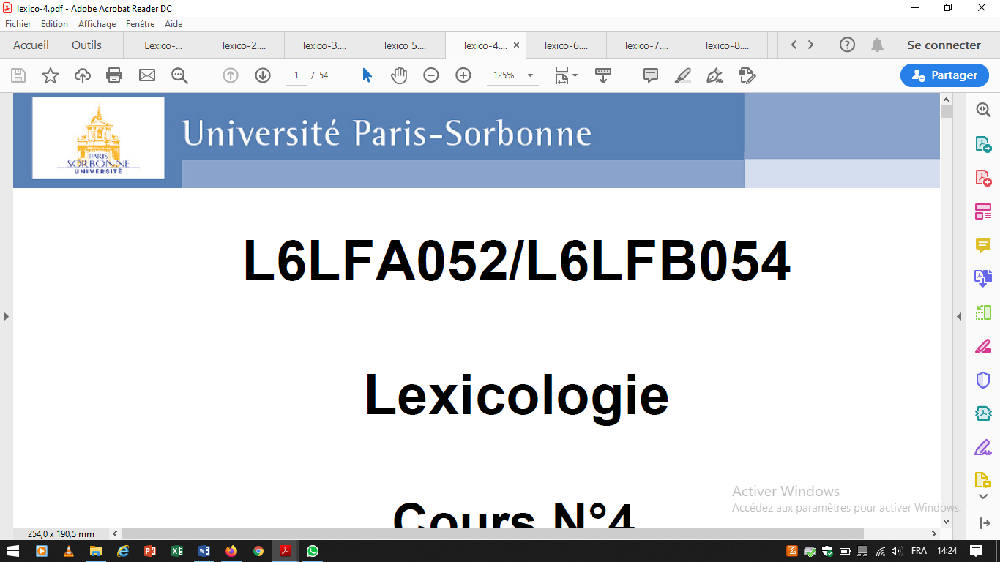 lexico-4.pdf - Adobe Acrobat Reader DC
Fichier Edition Affichage Fenêtre Aide
Accueil Outils Lexico-... lexico-2.... lexico-3.... lexico 5.... lexico-4.... × lexico-6.... lexico-7.... lexico-8.... Se connecter
1 / 54 125% Partager
PARIS
SORBONNE
UNIVERSITÉ
Université Paris-Sorbonne
L6LFA052/L6LFB054
Lexicologie
Cours N°4
Activer Windows
Accédez aux paramètres pour activer Windows.
254,0 x 190,5 mm
FRA 14:24